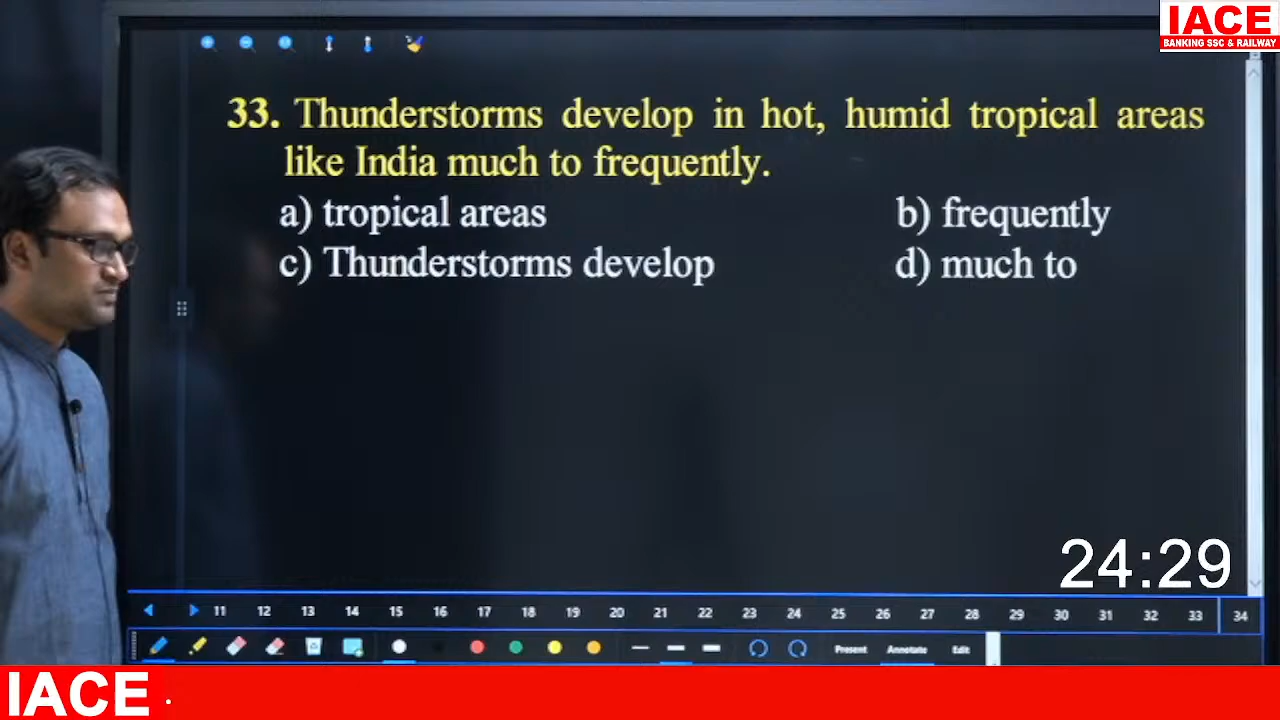 IACE
BANKING SSC & RAILWAY
33. Thunderstorms develop in hot, humid tropical areas
like India much to frequently.
a) tropical areas b) frequently
c) Thunderstorms develop d) much to
24:29
11 12 13 14 15 16 17 18 19 20 21 22 23 24 25 26 27 28 29 30 31 32 33 34
Present Annotate Edit
IACE .